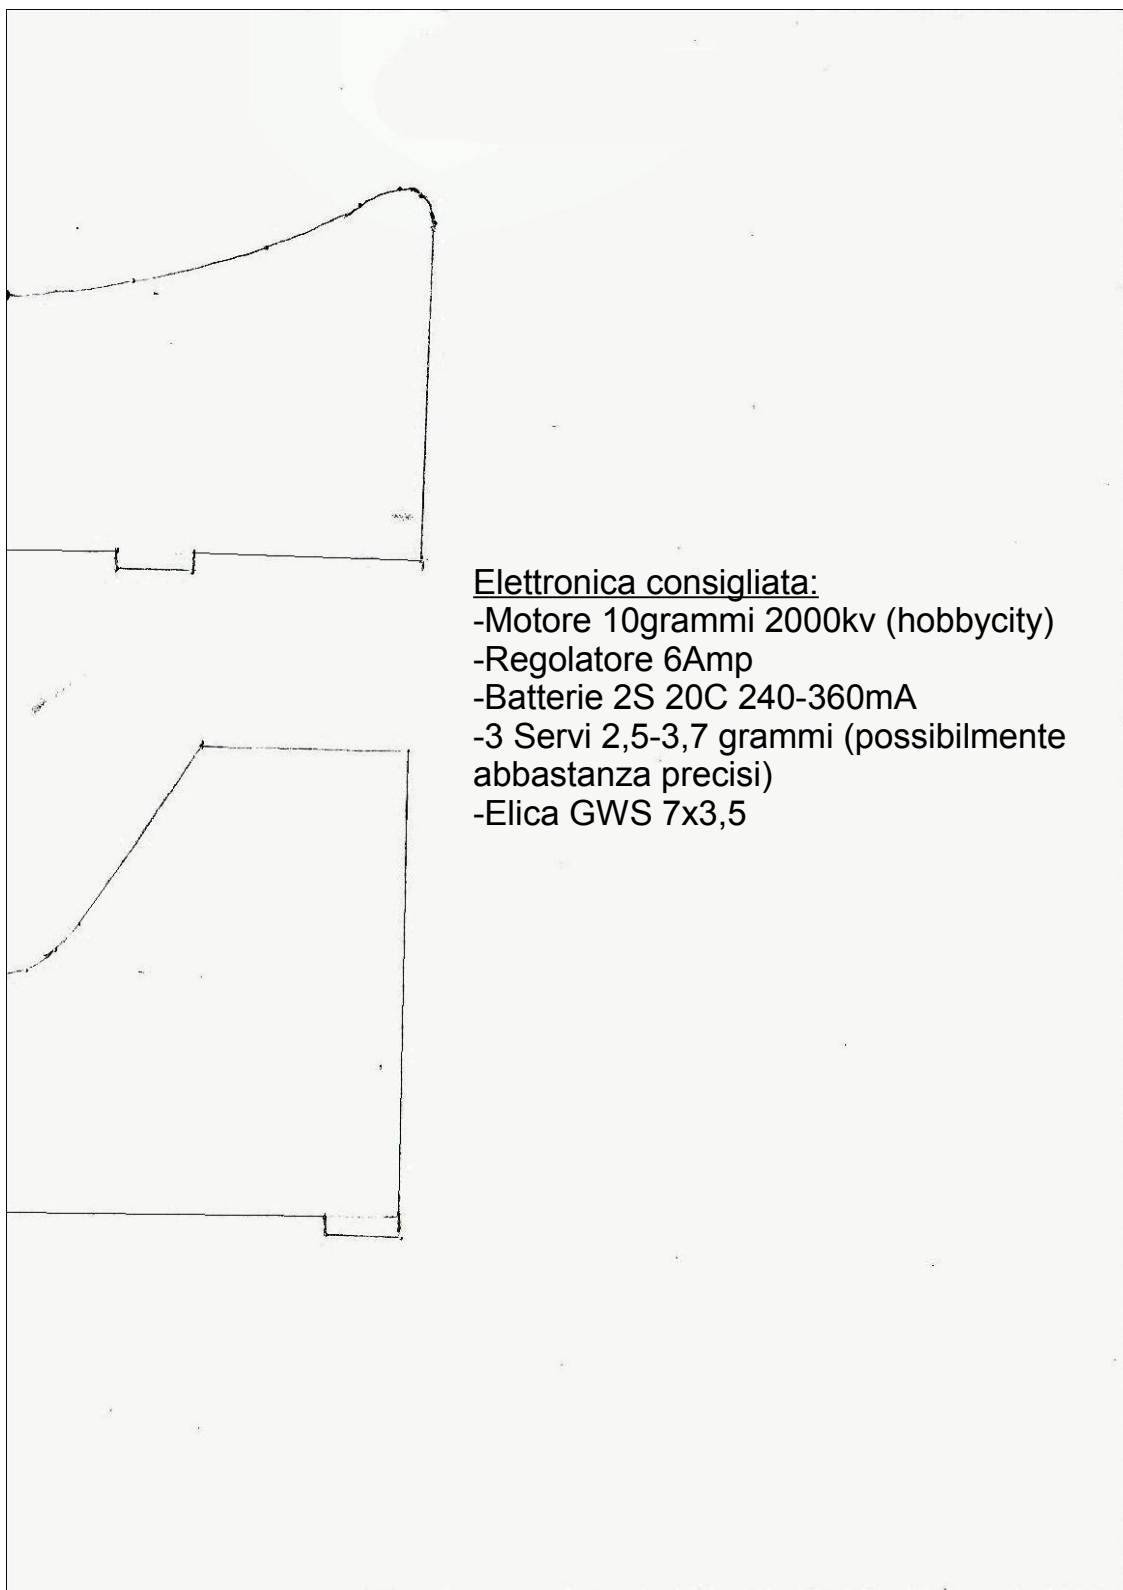 Elettronica consigliata:
-Motore 10grammi 2000kv (hobbycity)
-Regolatore 6Amp
-Batterie 2S 20C 240-360mA
-3 Servi 2,5-3,7 grammi (possibilmente
abbastanza precisi)
-Elica GWS 7x3,5